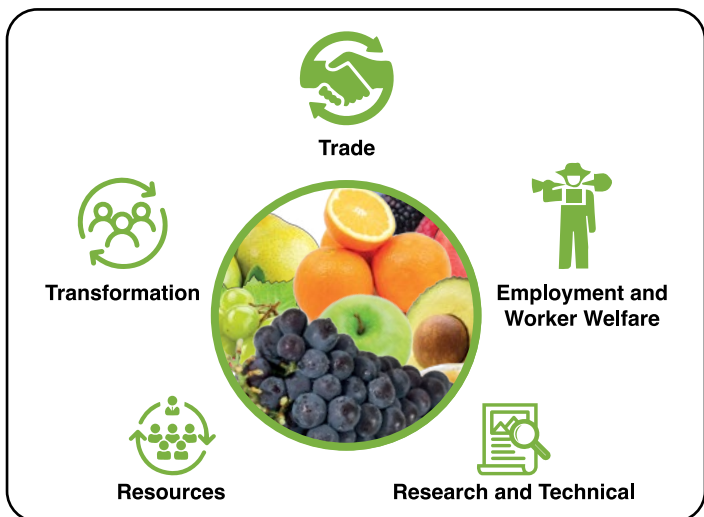 Trade
Transformation
Employment and
Worker Welfare
Resources
Research and Technical